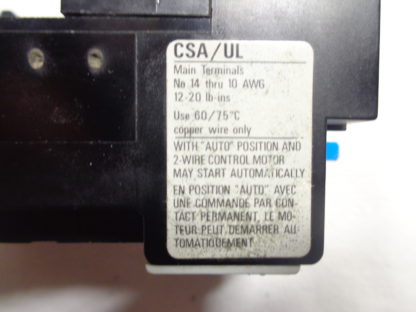 CSA/UL
Main Terminals
No 14 thru 10 AWG
12-20 lb-ins
Use 60/75°C
copper wire only
WITH "AUTO" POSITION AND
2-WIRE CONTROL MOTOR
MAY START AUTOMATICALLY
EN POSITION "AUTO" AVEC
UNE COMMANDE PAR CON-
TACT PERMANENT, LE MO-
TEUR PEUT DEMARRER AU-
TOMATIQUEMENT